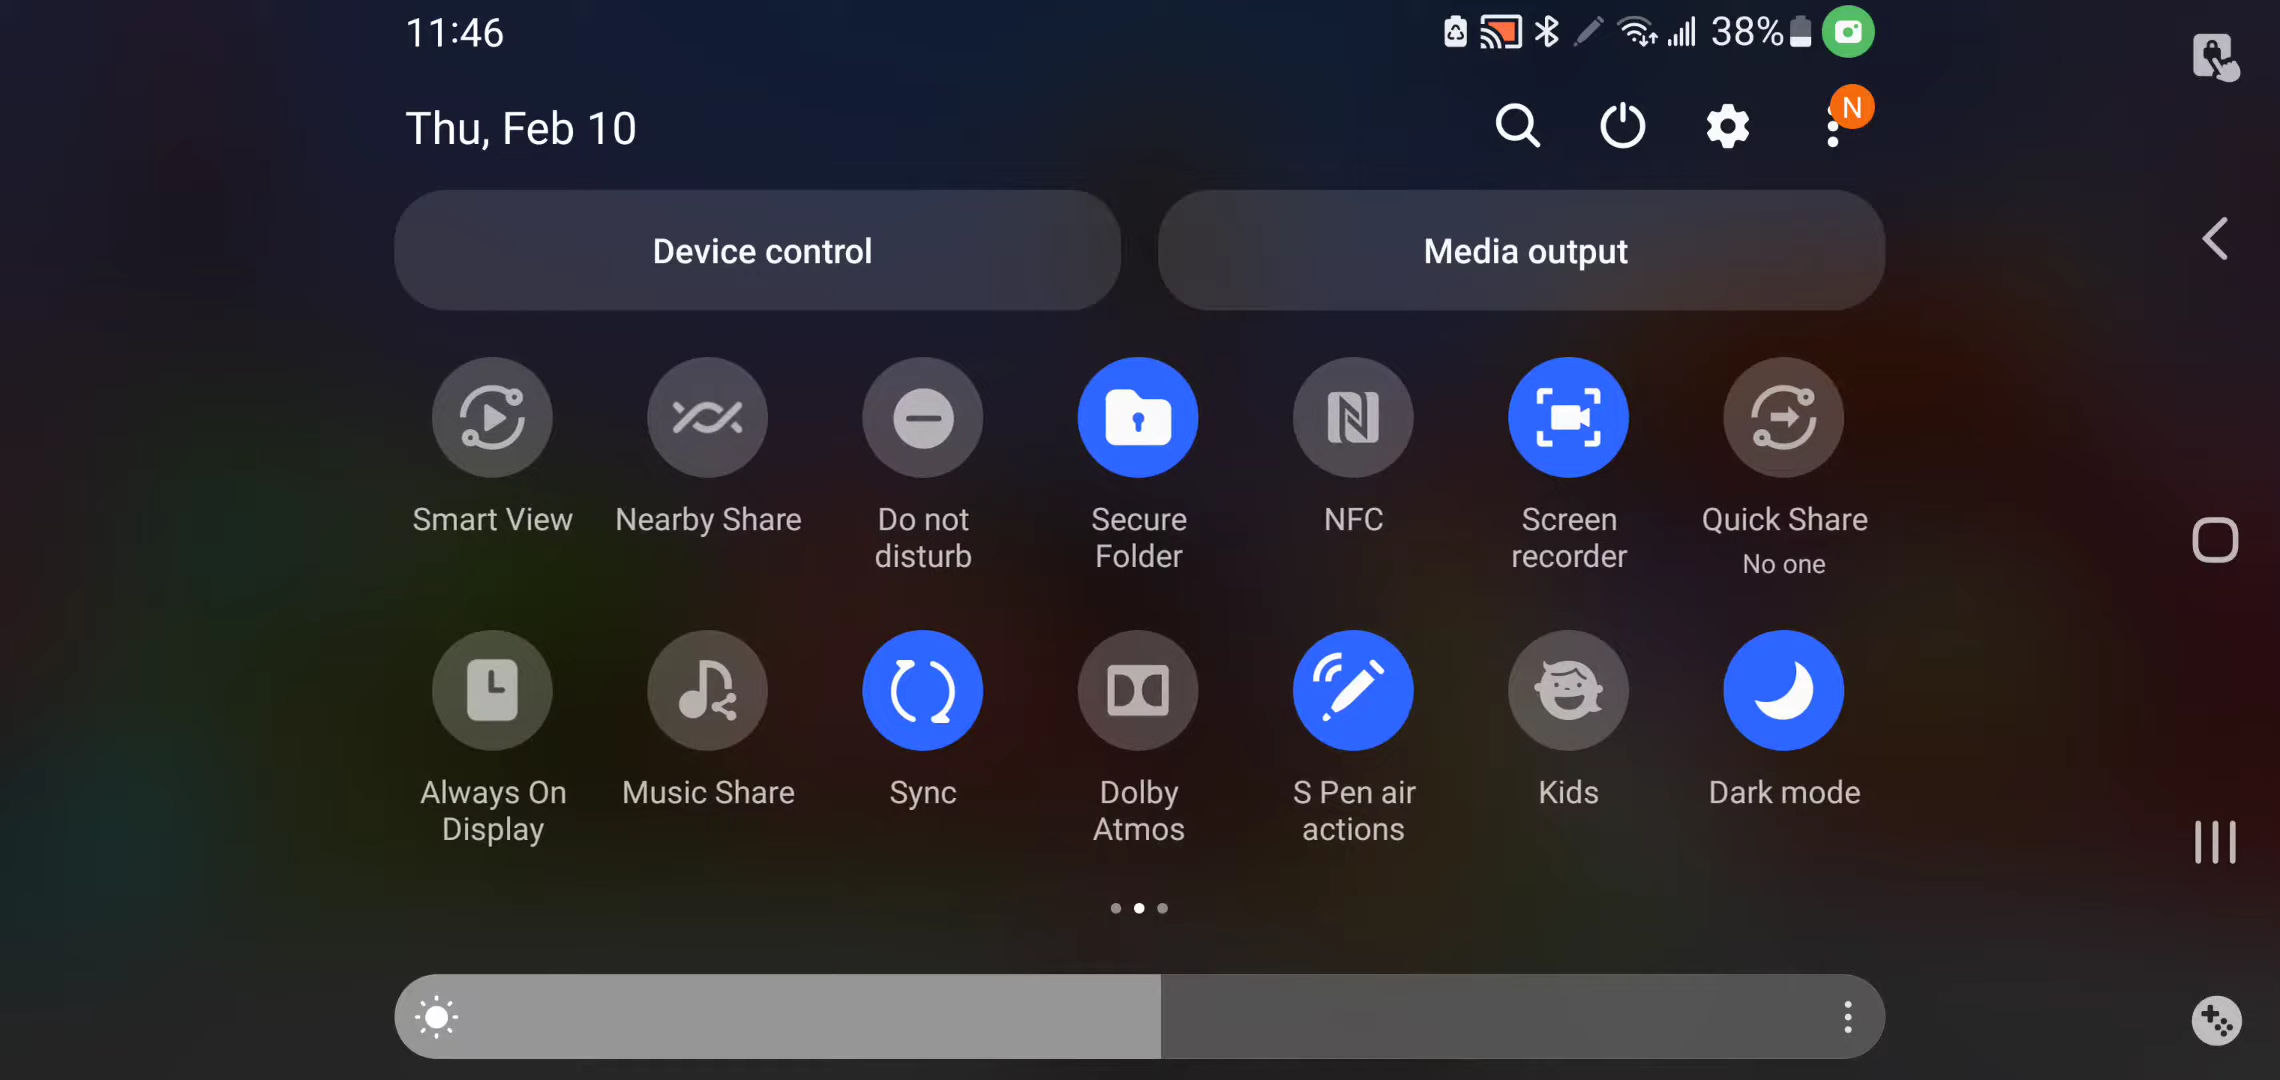 11:46
38%
Thu, Feb 10
N
Device control
Media output
Smart View
Nearby Share
Do not
disturb
Secure
Folder
NFC
Screen
recorder
Quick Share
No one
Always On
Display
Music Share
Sync
Dolby
Atmos
S Pen air
actions
Kids
Dark mode